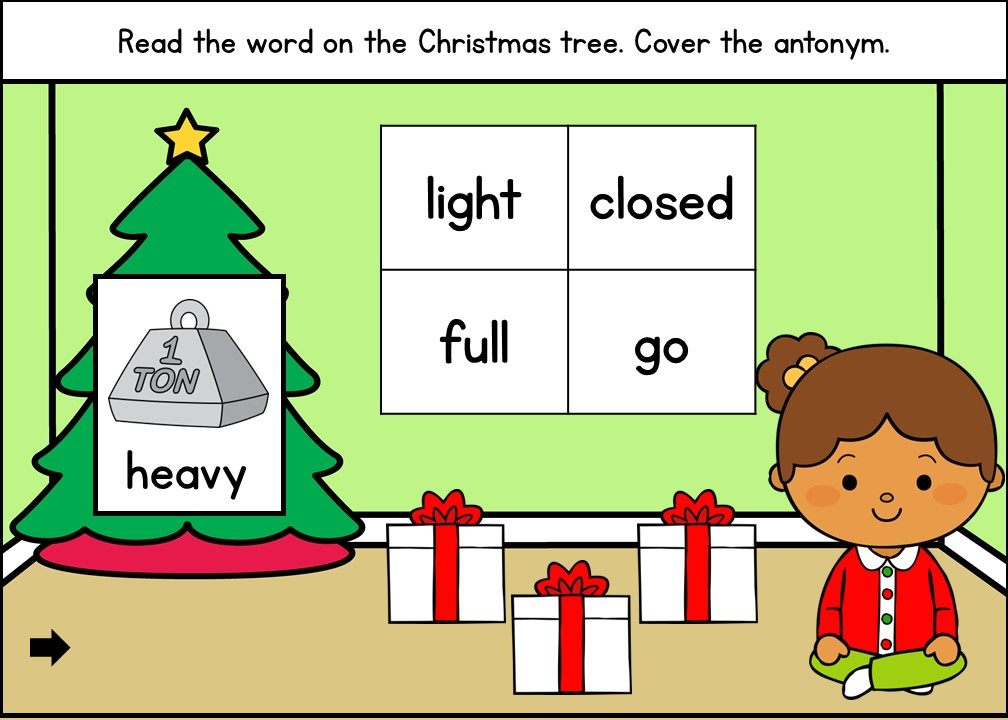 Read the word on the Christmas tree. Cover the antonym.
light closed
full go
1
TON
heavy